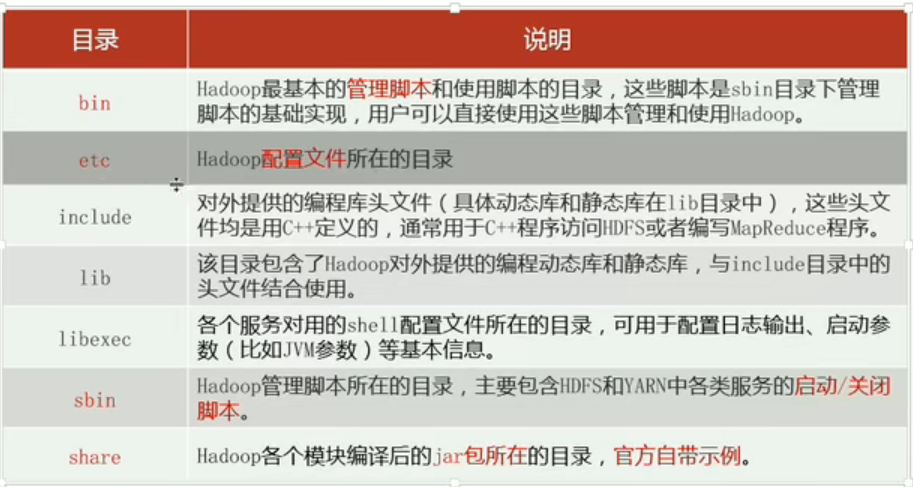 目录 说明
bin
Hadoop最基本的管理脚本和使用脚本的目录，这些脚本是sbin目录下管理
脚本的基础实现，用户可以直接使用这些脚本管理和使用Hadoop。
etc
Hadoop配置文件所在的目录
include
对外提供的编程库头文件（具体动态库和静态库在lib目录中），这些头文
件均是用C++定义的，通常用于C++程序访问HDFS或者编写MapReduce程序。
lib
该目录包含了Hadoop对外提供的编程动态库和静态库，与include目录中的
头文件结合使用。
libexec
各个服务对用的shell配置文件所在的目录，可用于配置日志输出、启动参
数（比如JVM参数）等基本信息。
sbin
Hadoop管理脚本所在的目录，主要包含HDFS和YARN中各类服务的启动/关闭
脚本。
share
Hadoop各个模块编译后的jar包所在的目录，官方自带示例。